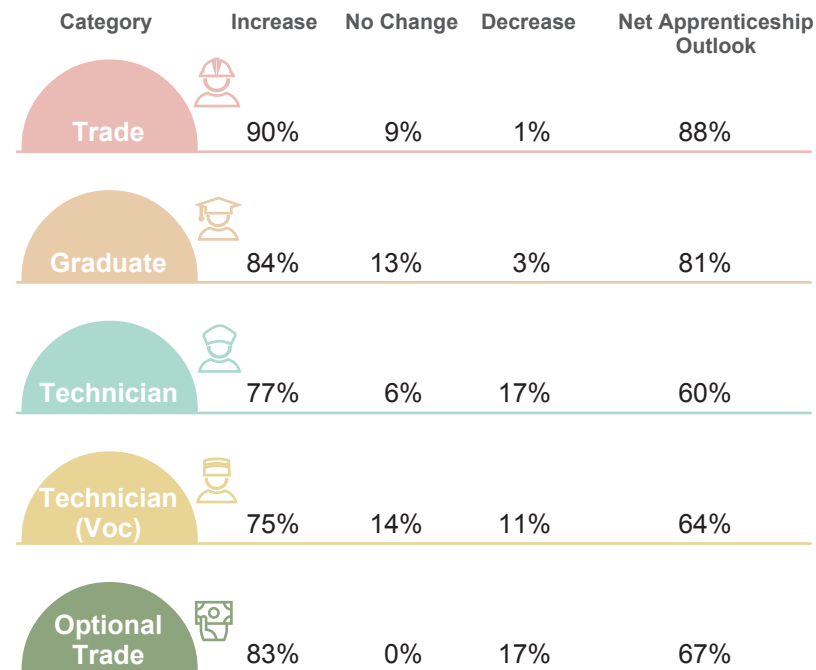 Category Increase No Change Decrease Net Apprenticeship
Outlook
Trade 90% 9% 1% 88%
Graduate 84% 13% 3% 81%
Technician 77% 6% 17% 60%
Technician
(Voc) 75% 14% 11% 64%
Optional
Trade 83% 0% 17% 67%